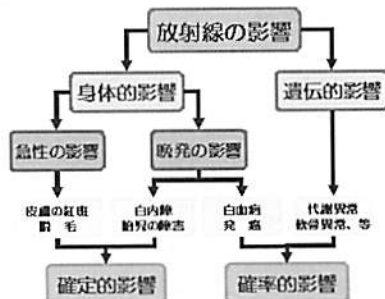 放射線の影響
身体的影響
遺伝的影響
急性の影響
晩発の影響
皮膚の紅斑
脱毛
白内障
胎児の障害
白血病
発癌
代謝異常
軟骨異常、等
確定的影響
確率的影響